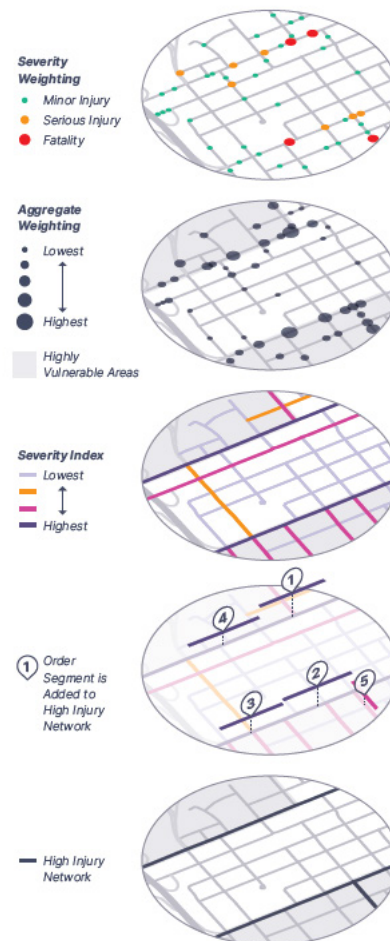 Severity
Weighting
Minor Injury
Serious Injury
Fatality
Aggregate
Weighting
Lowest
Highest
Highly
Vulnerable Areas
Severity Index
Lowest
Highest
1
4
2
3
5
1
Order
Segment is
Added to
High Injury
Network
High Injury
Network